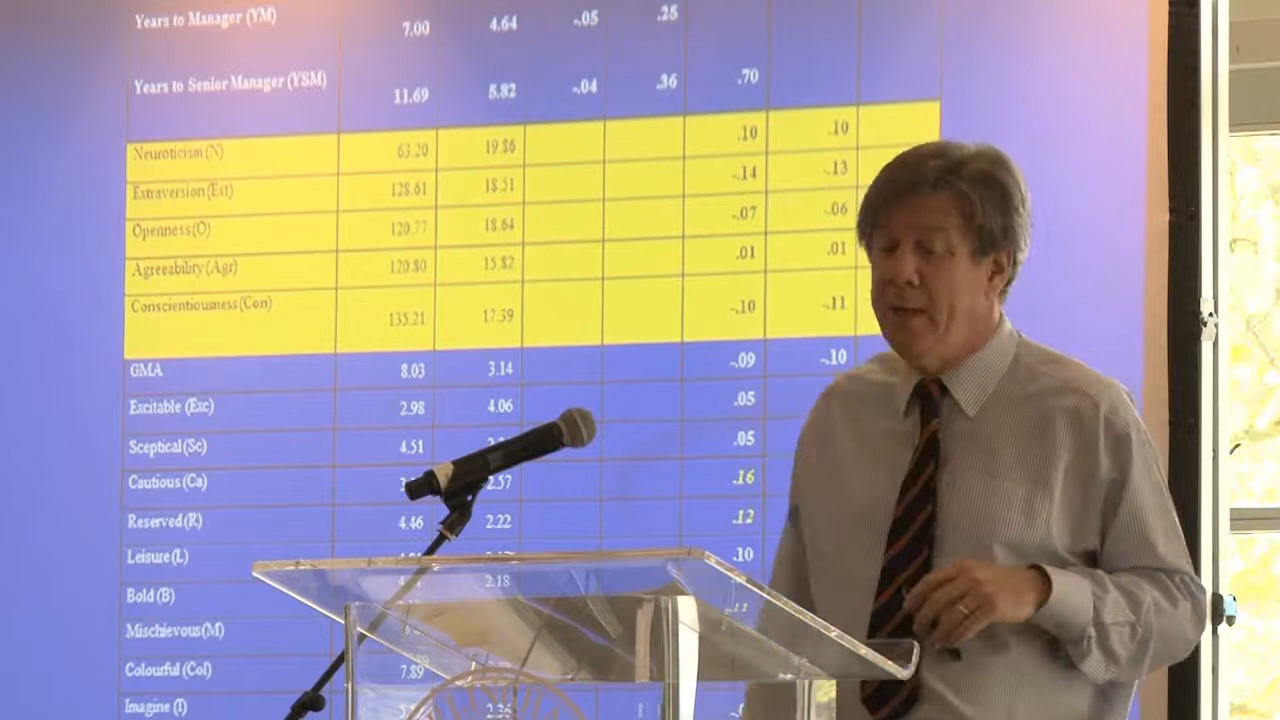 Years to Manager (YM) 7.00 4.64 -.05 .25
Years to Senior Manager (YSM) 11.69 5.82 -.04 .36 .70
Neuroticism (N) 63.20 19.86 .10 .10
Extraversion (Ext) 128.61 18.51 -.14 -.13
Openness (O) 120.77 18.64 -.07 -.06
Agreeability (Agr) 120.80 15.82 .01 .01
Conscientiousness (Con) 135.21 17.39 -.10 -.11
GMA 8.03 3.14 -.09 -.10
Excitable (Exc) 2.98 4.06 .05
Sceptical (Sc) 4.51 .05
Cautious (Ca) 2.57 .16
Reserved (R) 4.46 2.22 .12
Leisure (L) .10
Bold (B) 2.18
Mischievous (M)
Colourful (Col) 7.89
Imagine (I)